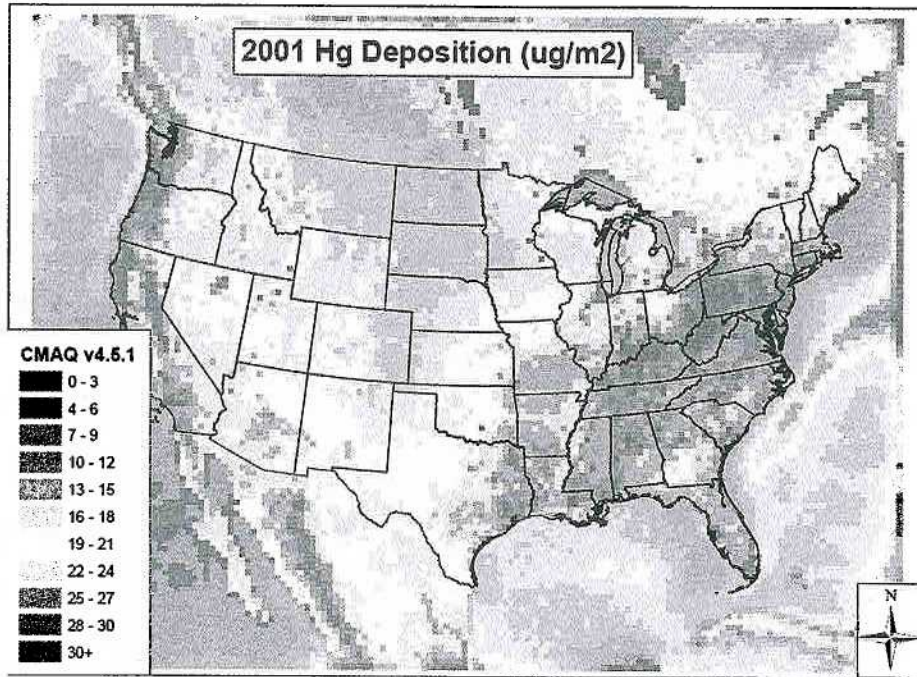 2001 Hg Deposition (ug/m2)
CMAQ v4.5.1
0 - 3
4 - 6
7 - 9
10 - 12
13 - 15
16 - 18
19 - 21
22 - 24
25 - 27
28 - 30
30+
N